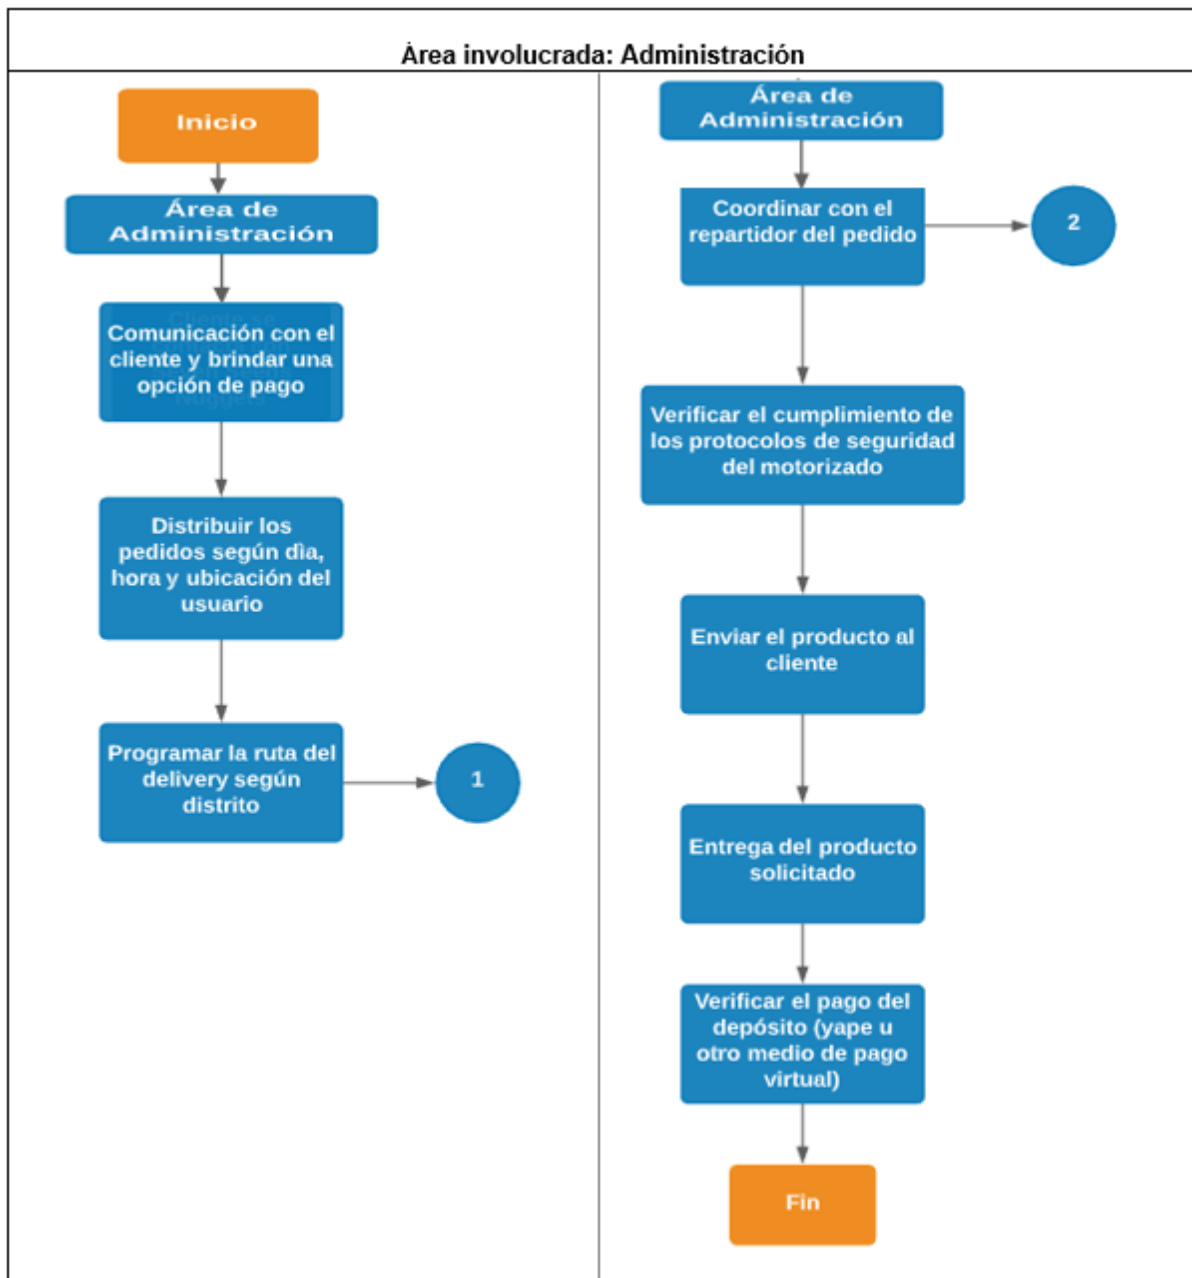 Área involucrada: Administración
Inicio
Área de
Administración
Comunicación con el
cliente y brindar una
opción de pago
Cliente se
Nuggets
Distribuir los
pedidos según dìa,
hora y ubicación del
usuario
Programar la ruta del
delivery según
distrito
1
Área de
Administración
Coordinar con el
repartidor del pedido
2
Verificar el cumplimiento de
los protocolos de seguridad
del motorizado
Enviar el producto al
cliente
Entrega del producto
solicitado
Verificar el pago del
depósito (yape u
otro medio de pago
virtual)
Fin